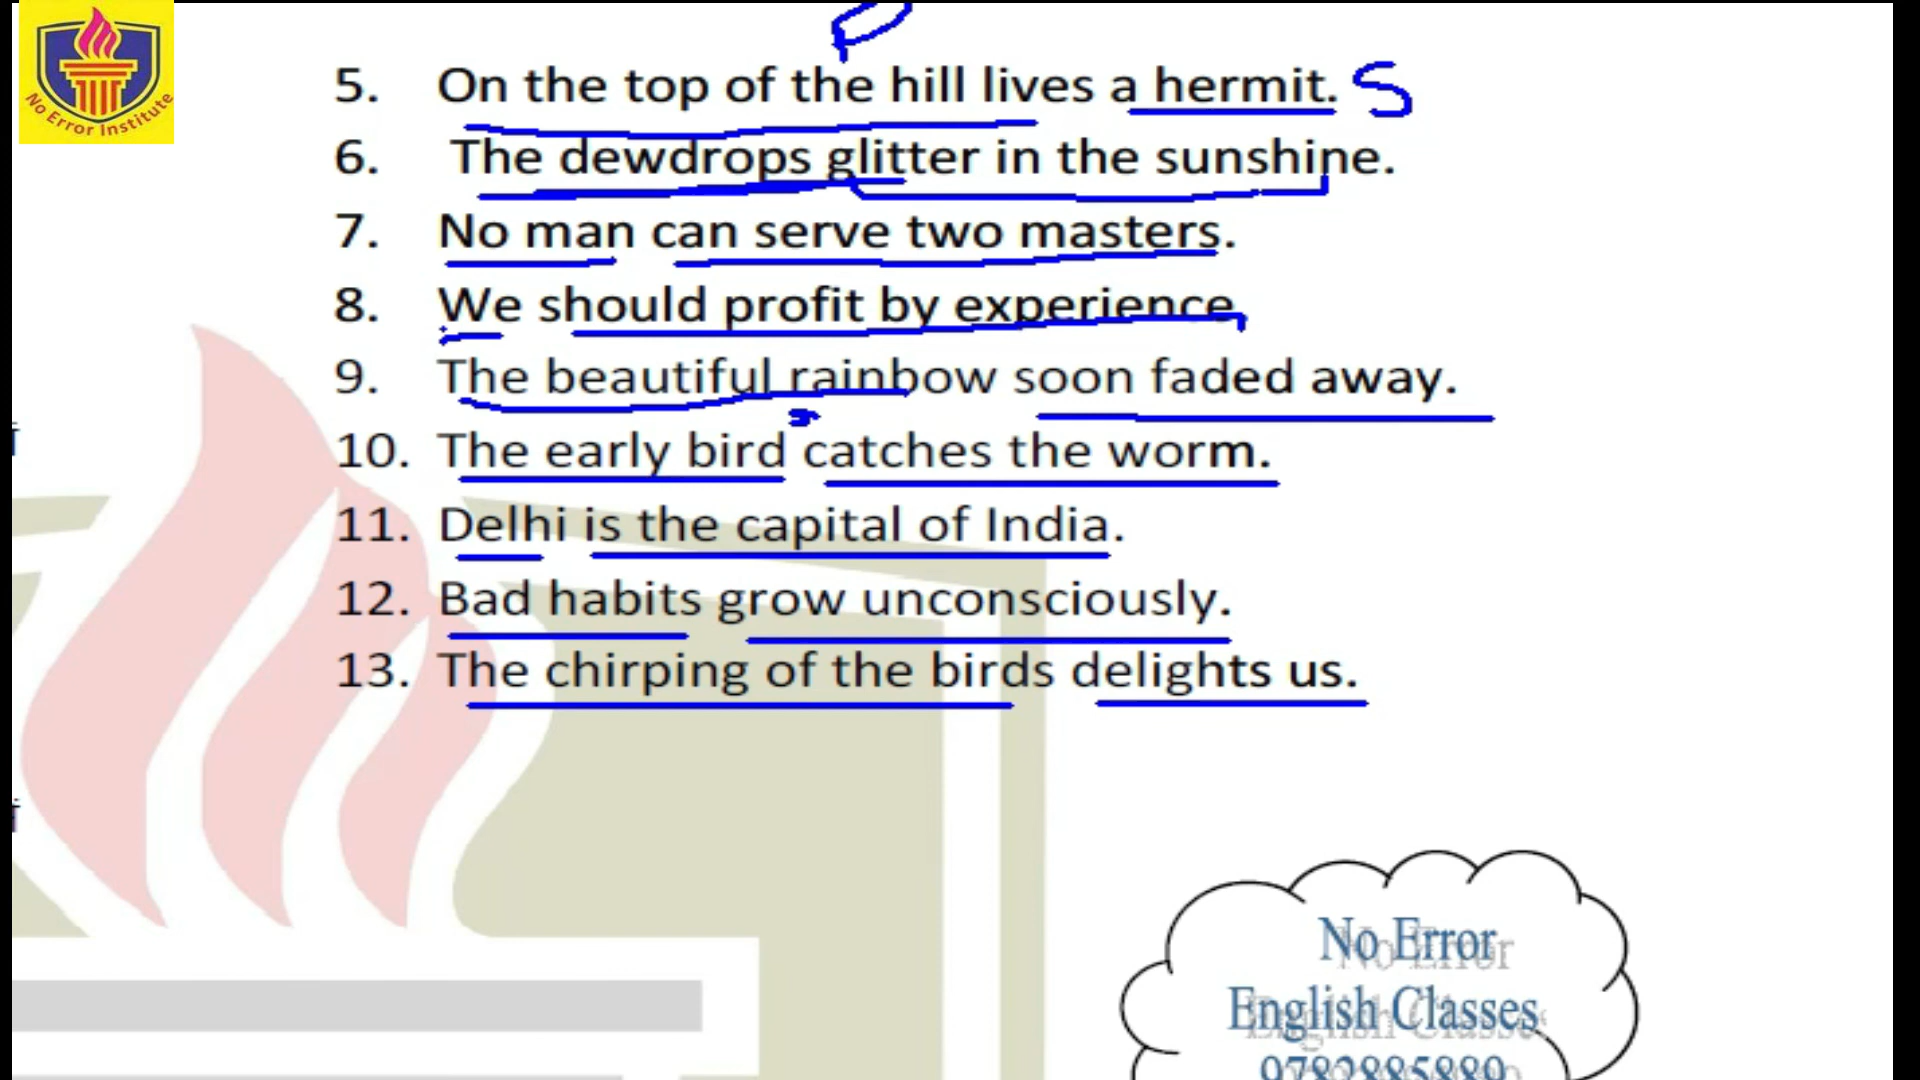 No Error Institute
P
5. On the top of the hill lives a hermit. S
6. The dewdrops glitter in the sunshine.
7. No man can serve two masters.
8. We should profit by experience
9. The beautiful rainbow soon faded away.
10. The early bird catches the worm.
11. Delhi is the capital of India.
12. Bad habits grow unconsciously.
13. The chirping of the birds delights us.
No Error
English Classes
9782885889